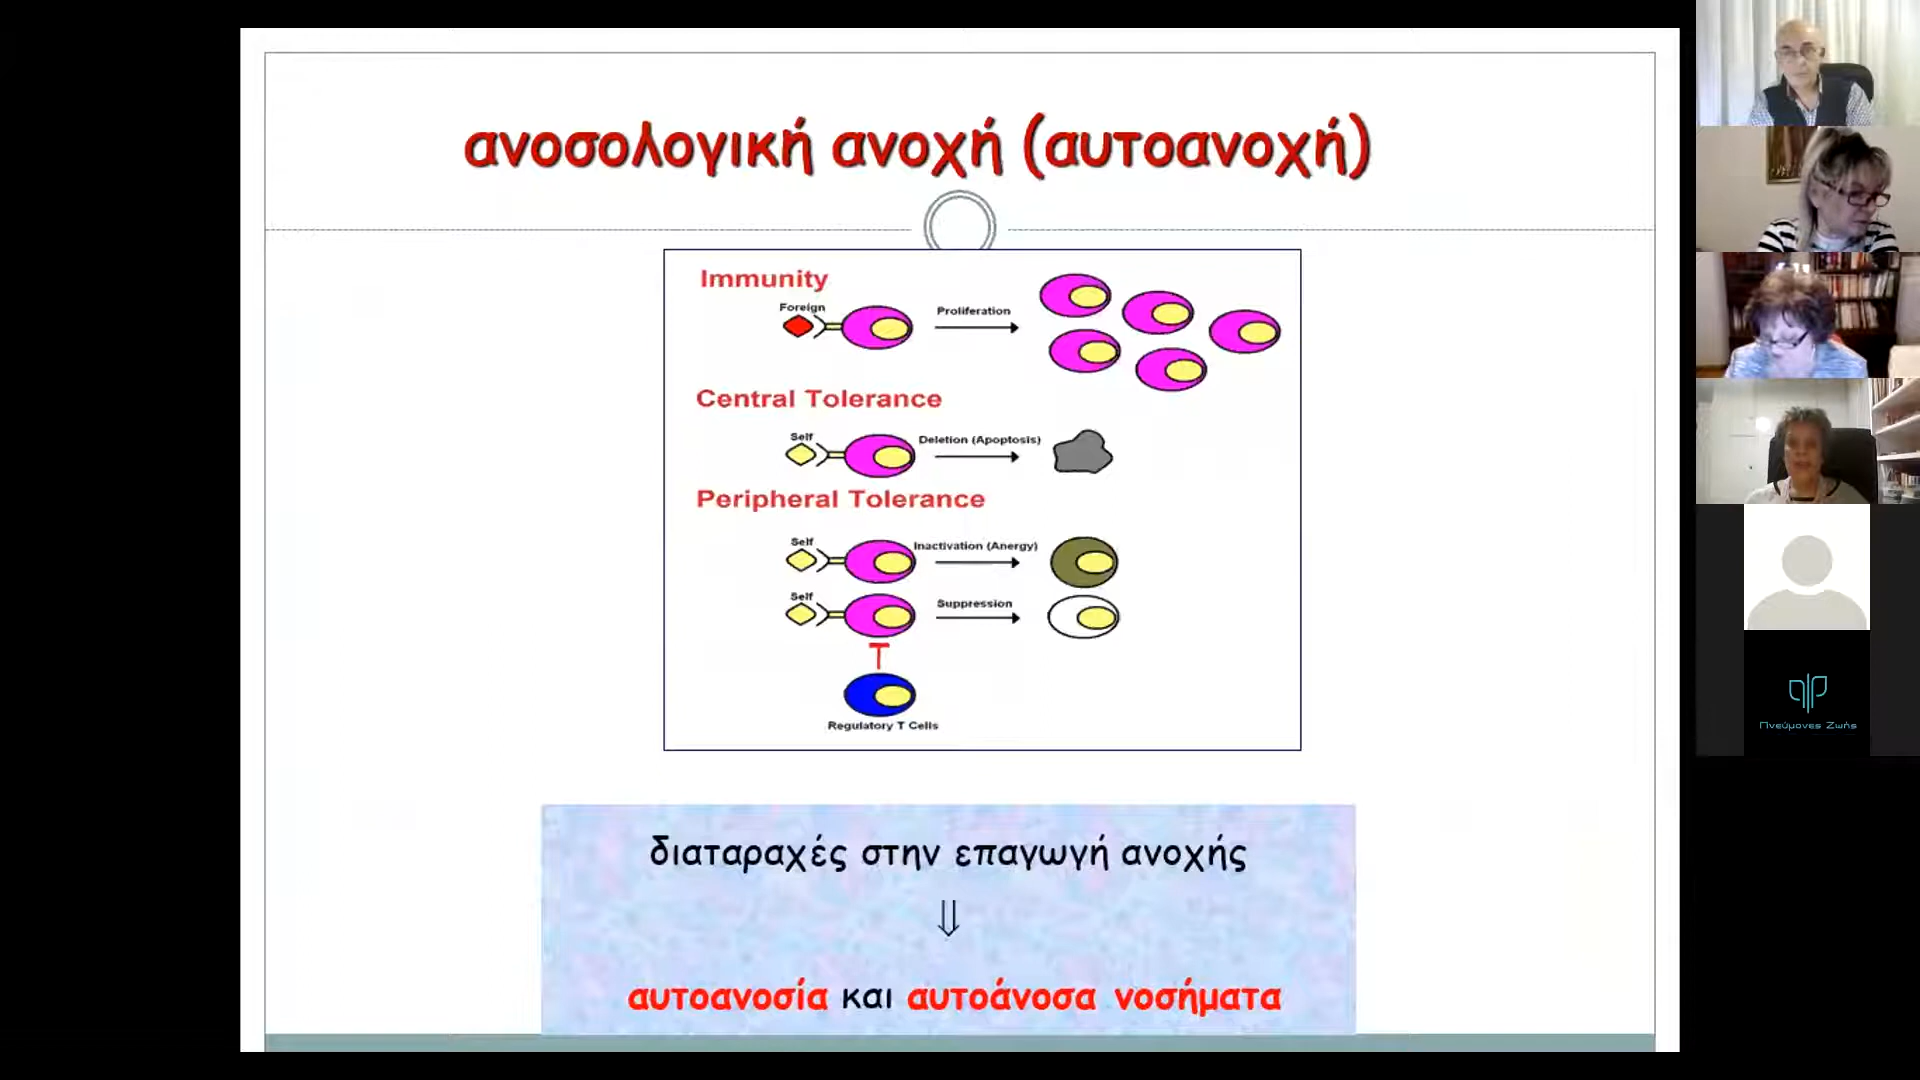 ανοσολογική ανοχή (αυτοανοχή)
Immunity
Foreign
Proliferation
Central Tolerance
Self
Deletion (Apoptosis)
Peripheral Tolerance
Self
Inactivation (Anergy)
Self
Suppression
Regulatory T Cells
διαταραχές στην επαγωγή ανοχής
⇓
αυτοανοσία και αυτοάνοσα νοσήματα
Πνεύμονες Ζωής